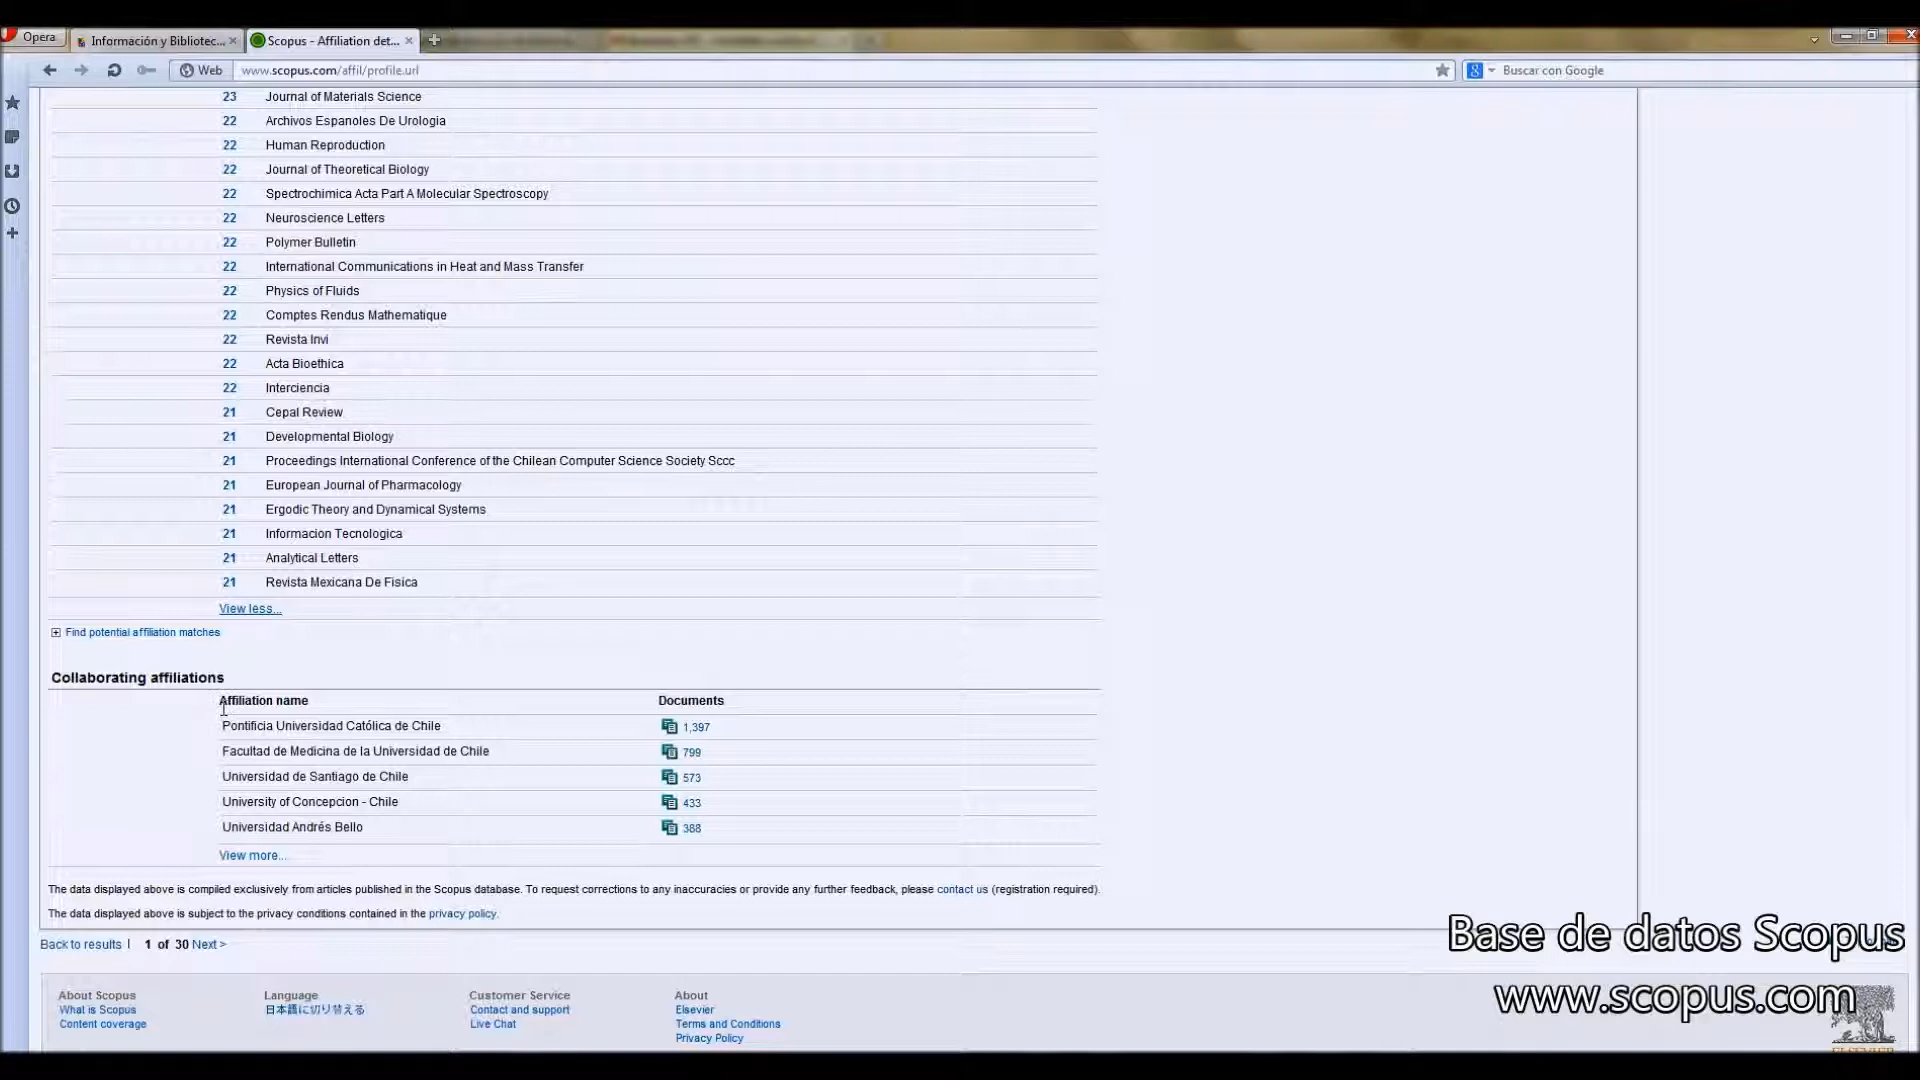 Opera
Información y Bibliotec...
Scopus - Affiliation det...
Web
www.scopus.com/affil/profile.url
Buscar con Google
23 Journal of Materials Science
22 Archivos Espanoles De Urologia
22 Human Reproduction
22 Journal of Theoretical Biology
22 Spectrochimica Acta Part A Molecular Spectroscopy
22 Neuroscience Letters
22 Polymer Bulletin
22 International Communications in Heat and Mass Transfer
22 Physics of Fluids
22 Comptes Rendus Mathematique
22 Revista Invi
22 Acta Bioethica
22 Interciencia
21 Cepal Review
21 Developmental Biology
21 Proceedings International Conference of the Chilean Computer Science Society Sccc
21 European Journal of Pharmacology
21 Ergodic Theory and Dynamical Systems
21 Informacion Tecnologica
21 Analytical Letters
21 Revista Mexicana De Fisica
View less...
Find potential affiliation matches
Collaborating affiliations
Affiliation name Documents
Pontificia Universidad Católica de Chile 1,397
Facultad de Medicina de la Universidad de Chile 799
Universidad de Santiago de Chile 573
University of Concepcion - Chile 433
Universidad Andrés Bello 388
View more...
The data displayed above is compiled exclusively from articles published in the Scopus database. To request corrections to any inaccuracies or provide any further feedback, please contact us (registration required).
The data displayed above is subject to the privacy conditions contained in the privacy policy.
Back to results | 1 of 30 Next >
Base de datos Scopus
www.scopus.com
About Scopus Language Customer Service About
What is Scopus 日本語に切り替える Contact and support Elsevier
Content coverage Live Chat Terms and Conditions
Privacy Policy
ELSEVIER